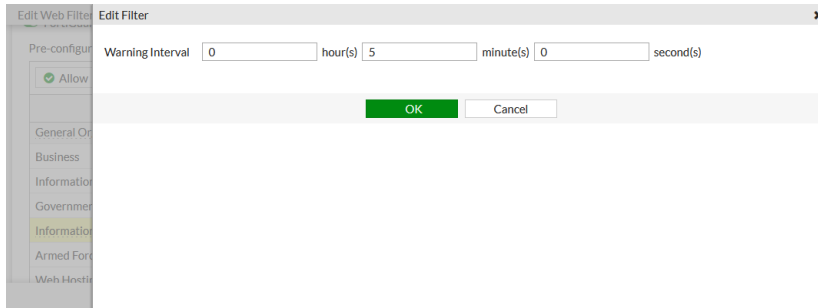 Edit Web Filter
Edit Filter
Pre-configur
Warning Interval 0 hour(s) 5 minute(s) 0 second(s)
Allow
OK Cancel
General Or
Business
Information
Governmen
Information
Armed Forc
Web Hostin